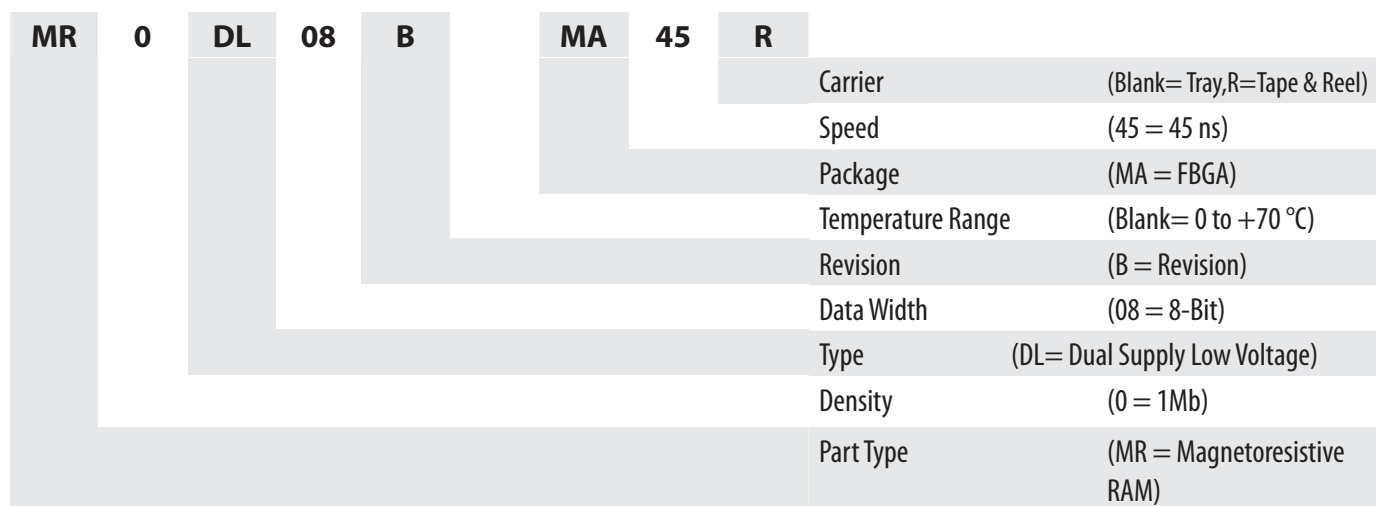 MR 0 DL 08 B MA 45 R
Carrier (Blank= Tray,R=Tape & Reel)
Speed (45 = 45 ns)
Package (MA = FBGA)
Temperature Range (Blank= 0 to +70 °C)
Revision (B = Revision)
Data Width (08 = 8-Bit)
Type (DL= Dual Supply Low Voltage)
Density (0 = 1Mb)
Part Type (MR = Magnetoresistive
RAM)